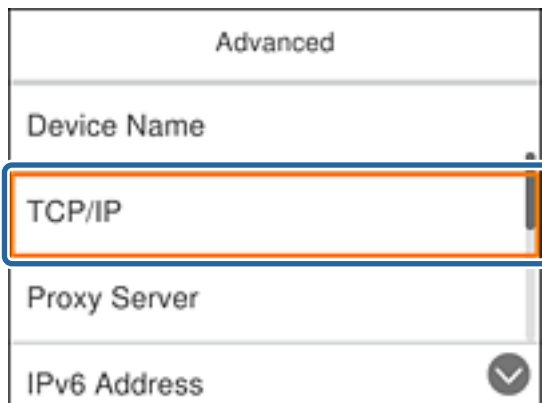 Advanced
Device Name
TCP/IP
Proxy Server
IPv6 Address